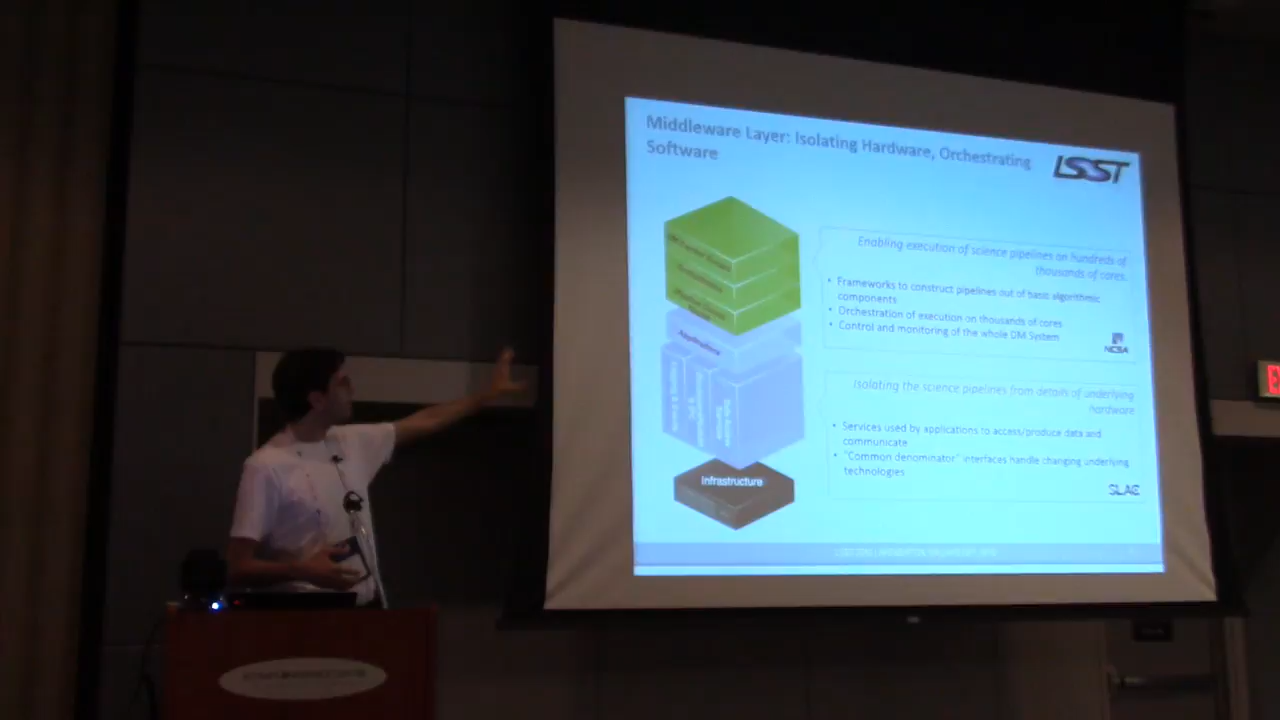 Middleware Layer: Isolating Hardware, Orchestrating
Software
LSST
Enabling execution of science pipelines on hundreds of
thousands of cores.
• Frameworks to construct pipelines out of basic algorithmic
components
• Orchestration of execution on thousands of cores
• Control and monitoring of the whole DM System
NCSA
Applications
Isolating the science pipelines from details of underlying
hardware
• Services used by applications to access/produce data and
communicate
• "Common denominator" interfaces handle changing underlying
technologies
SLAC
Infrastructure